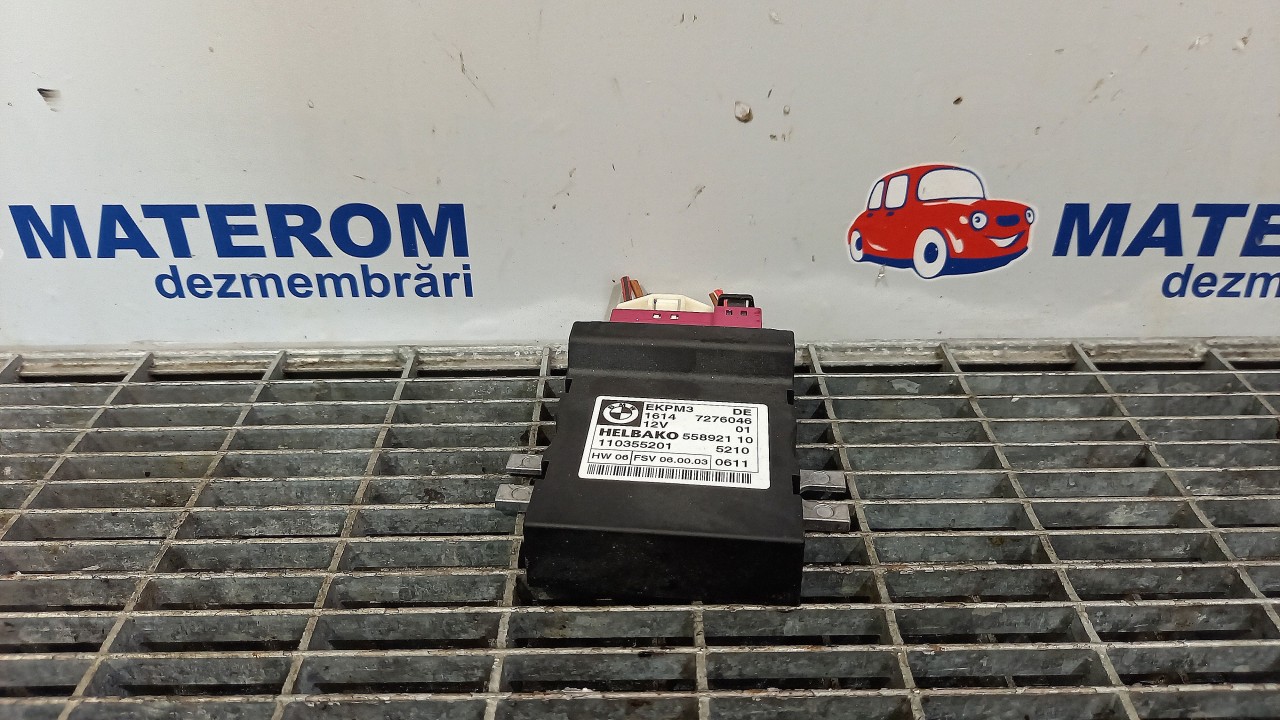 MATEROM
dezmembrări
MATE
dezm
BMW
EKPM3 DE
1614 7276046
12V 01
HELBAKO 558921 10
110355201 5210
HW 06 FSV 06.00.03 0611